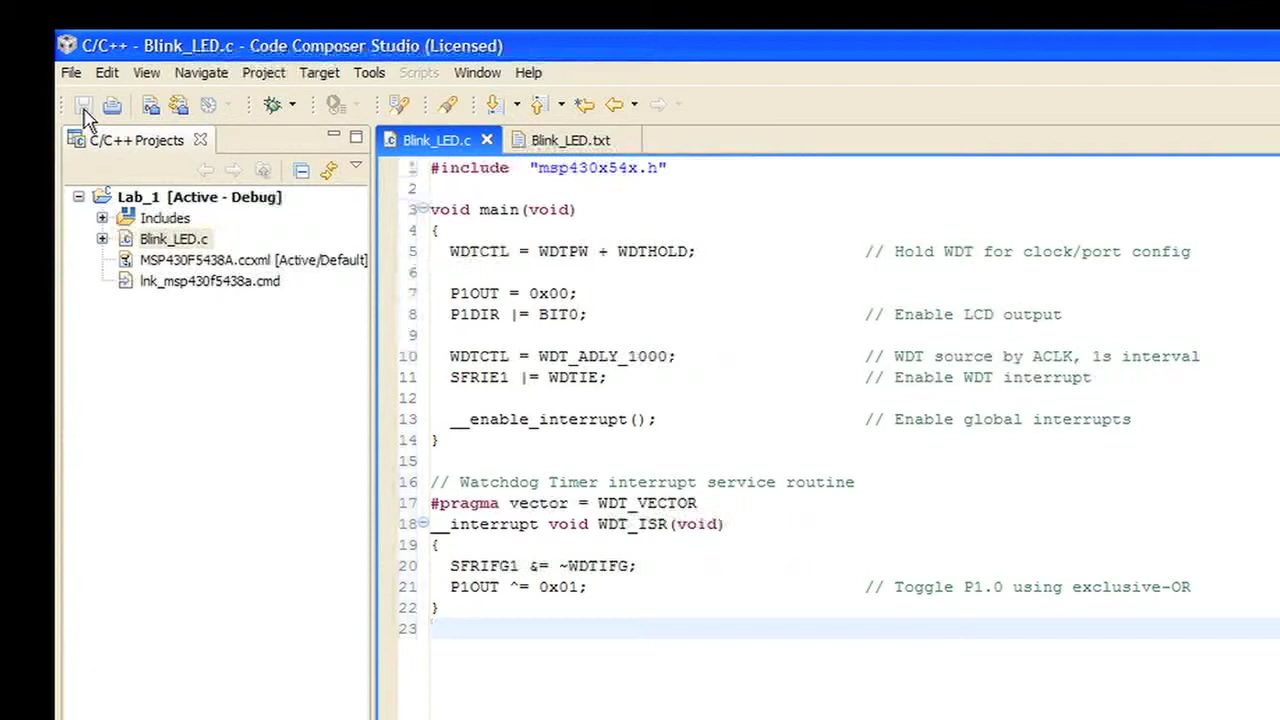 C/C++ - Blink_LED.c - Code Composer Studio (Licensed)
File Edit View Navigate Project Target Tools Scripts Window Help
C/C++ Projects
Blink_LED.c Blink_LED.txt
Lab_1 [Active - Debug]
Includes
Blink_LED.c
MSP430F5438A.ccxml [Active/Default]
lnk_msp430f5438a.cmd
1 #include "msp430x54x.h"
2
3 void main(void)
4 {
5 WDTCTL = WDTPW + WDTHOLD; // Hold WDT for clock/port config
6
7 P1OUT = 0x00;
8 P1DIR |= BIT0; // Enable LCD output
9
10 WDTCTL = WDT_ADLY_1000; // WDT source by ACLK, 1s interval
11 SFRIE1 |= WDTIE; // Enable WDT interrupt
12
13 __enable_interrupt(); // Enable global interrupts
14 }
15
16 // Watchdog Timer interrupt service routine
17 #pragma vector = WDT_VECTOR
18 __interrupt void WDT_ISR(void)
19 {
20 SFRIFG1 &= ~WDTIFG;
21 P1OUT ^= 0x01; // Toggle P1.0 using exclusive-OR
22 }
23